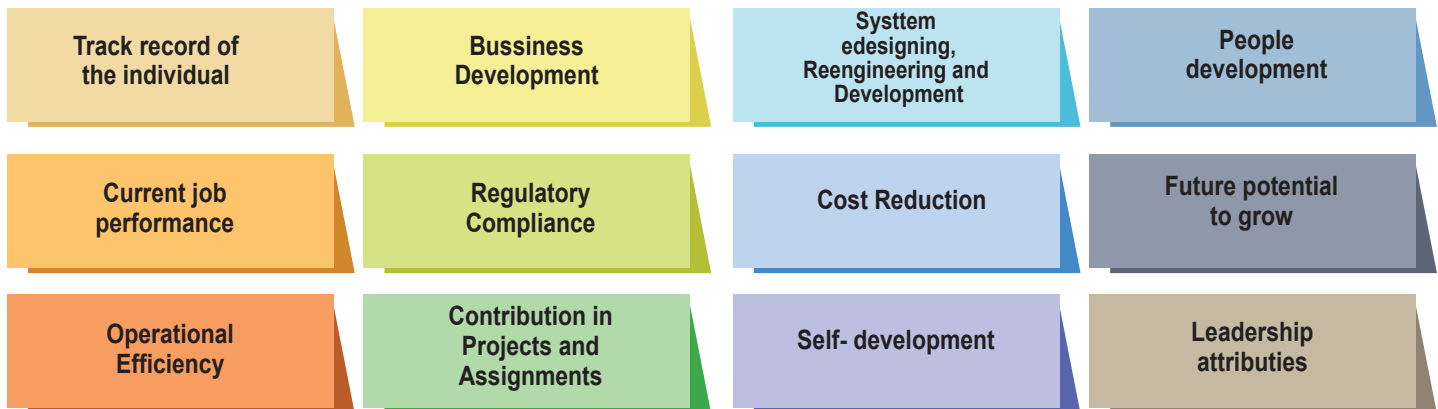 Track record of
the individual
Bussiness
Development
Systtem
edesigning,
Reengineering and
Development
People
development
Current job
performance
Regulatory
Compliance
Cost Reduction
Future potential
to grow
Operational
Efficiency
Contribution in
Projects and
Assignments
Self- development
Leadership
attributies